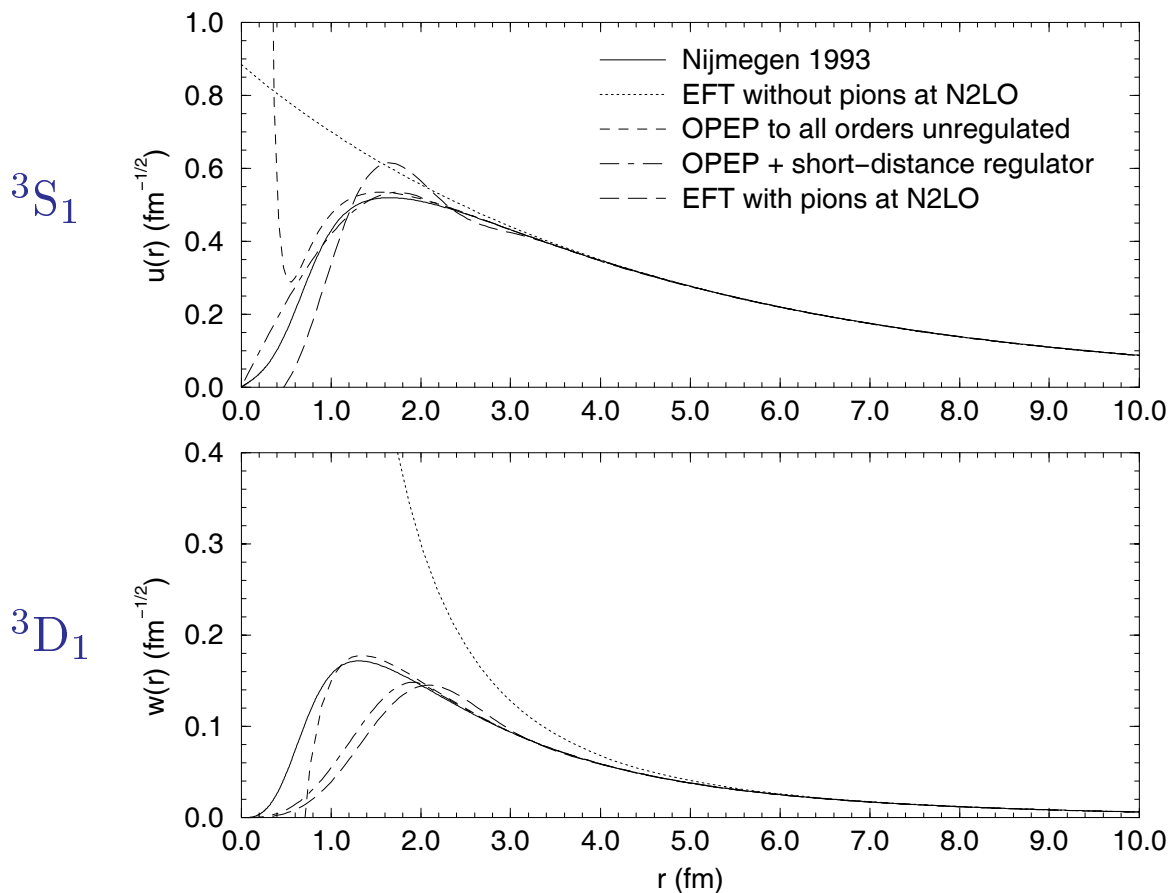 ³S₁
u(r) (fm⁻¹/²)
1.0
0.8
0.6
0.4
0.2
0.0
Nijmegen 1993
EFT without pions at N2LO
OPEP to all orders unregulated
OPEP + short−distance regulator
EFT with pions at N2LO
0.0 1.0 2.0 3.0 4.0 5.0 6.0 7.0 8.0 9.0 10.0
³D₁
w(r) (fm⁻¹/²)
0.4
0.3
0.2
0.1
0.0
0.0 1.0 2.0 3.0 4.0 5.0 6.0 7.0 8.0 9.0 10.0
r (fm)